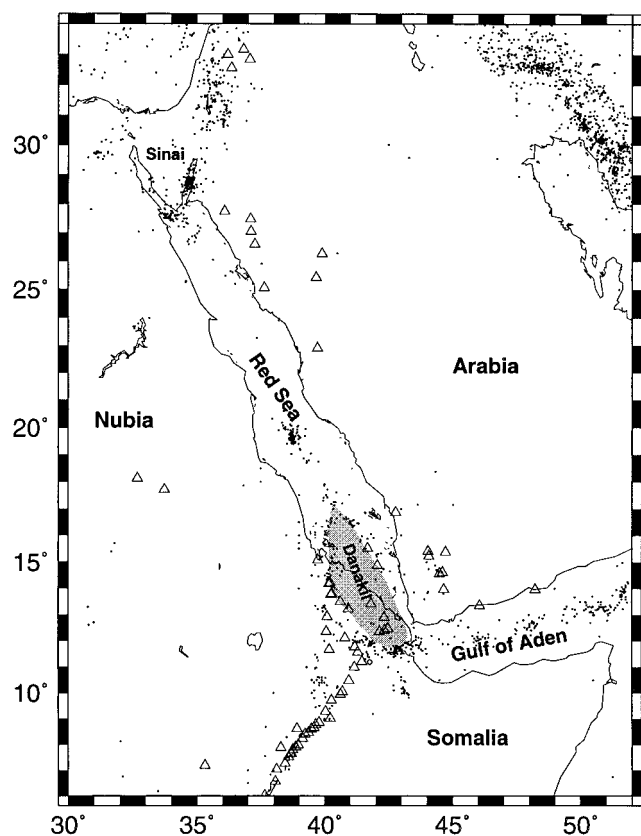 30˚
Sinai
25˚
Red Sea
Arabia
Nubia
20˚
15˚
Danakil
Gulf of Aden
10˚
Somalia
30˚
35˚
40˚
45˚
50˚